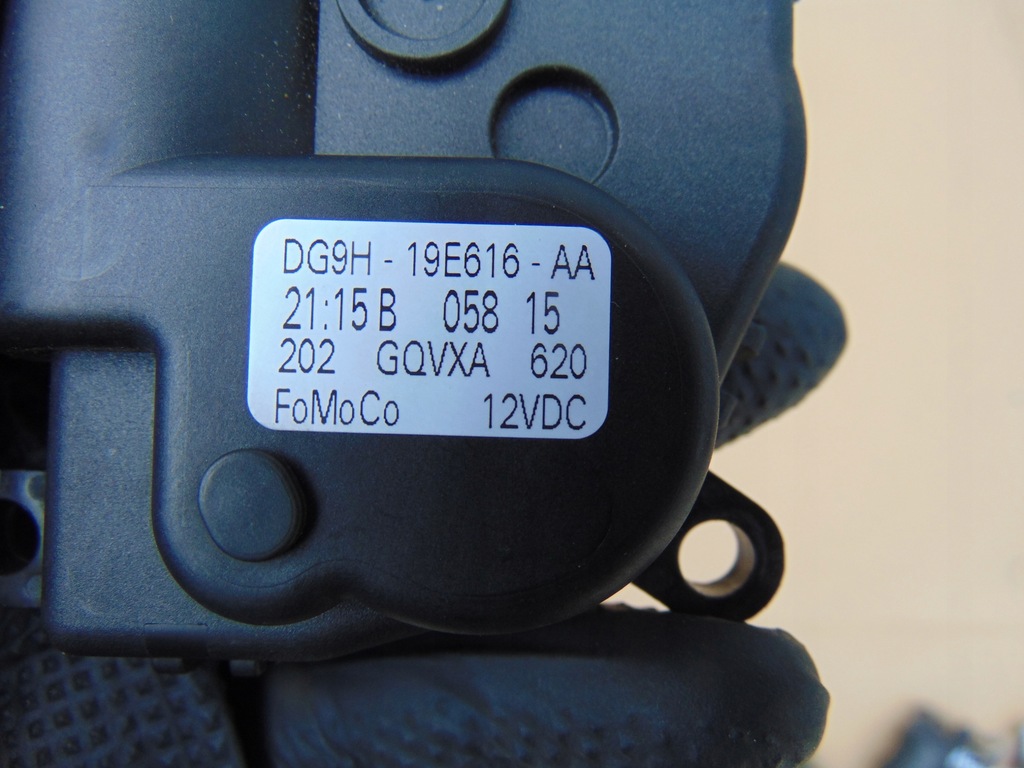 DG9H - 19E616 - AA
21:15 B 058 15
202 GQVXA 620
FoMoCo 12VDC